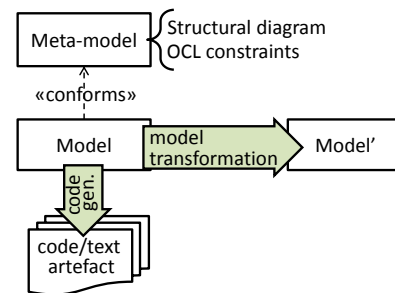 Meta-model
Structural diagram
OCL constraints
«conforms»
Model
model
transformation
Model’
code
gen.
code/text
artefact